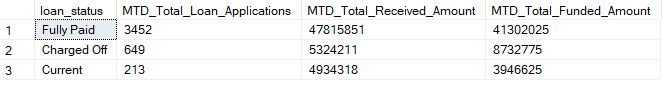 loan_status MTD_Total_Loan_Applications MTD_Total_Received_Amount MTD_Total_Funded_Amount
1 Fully Paid 3452 47815851 41302025
2 Charged Off 649 5324211 8732775
3 Current 213 4934318 3946625